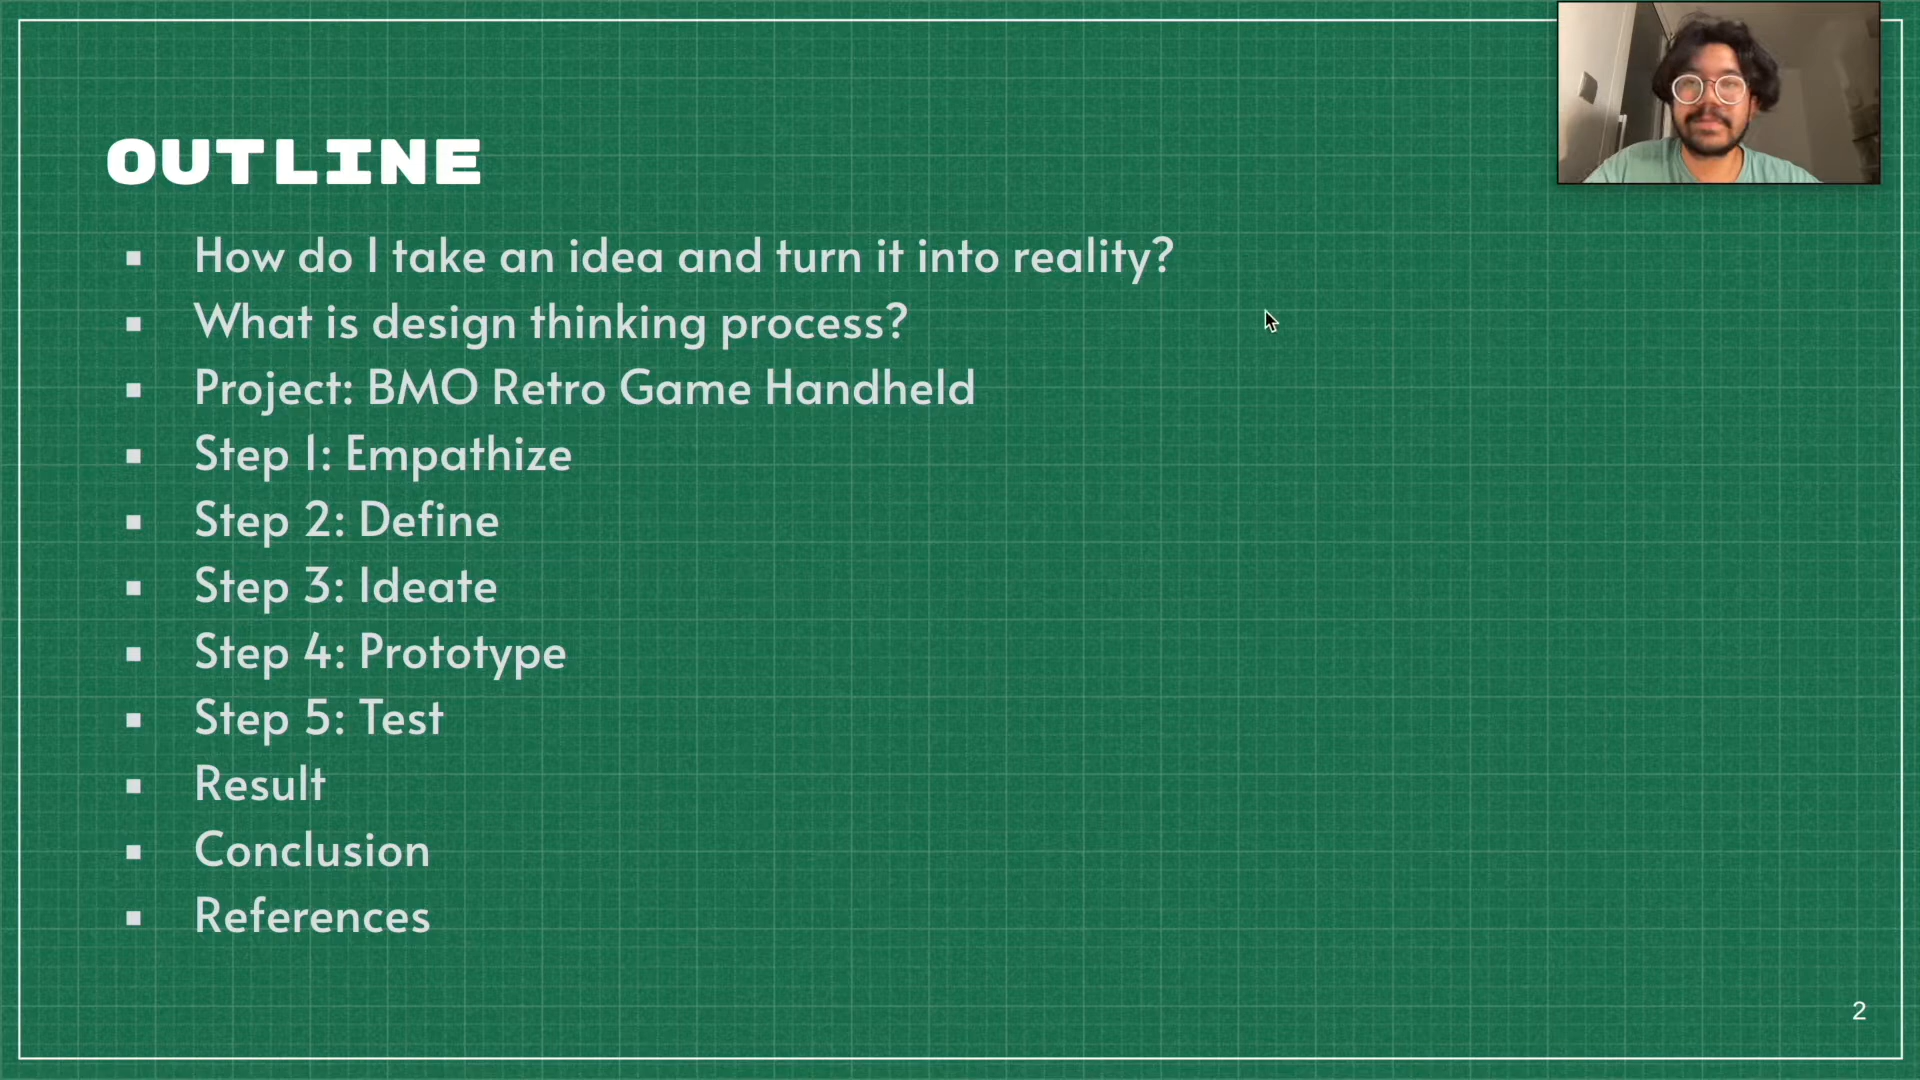 OUTLINE
How do I take an idea and turn it into reality?
What is design thinking process?
Project: BMO Retro Game Handheld
Step 1: Empathize
Step 2: Define
Step 3: Ideate
Step 4: Prototype
Step 5: Test
Result
Conclusion
References
2